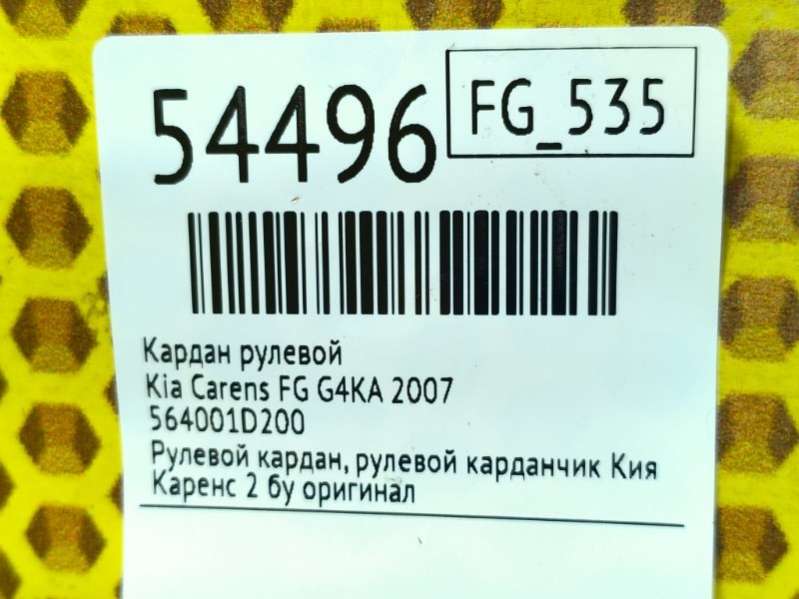 54496
FG_535
Кардан рулевой
Kia Carens FG G4KA 2007
564001D200
Рулевой кардан, рулевой карданчик Кия
Каренс 2 бу оригинал